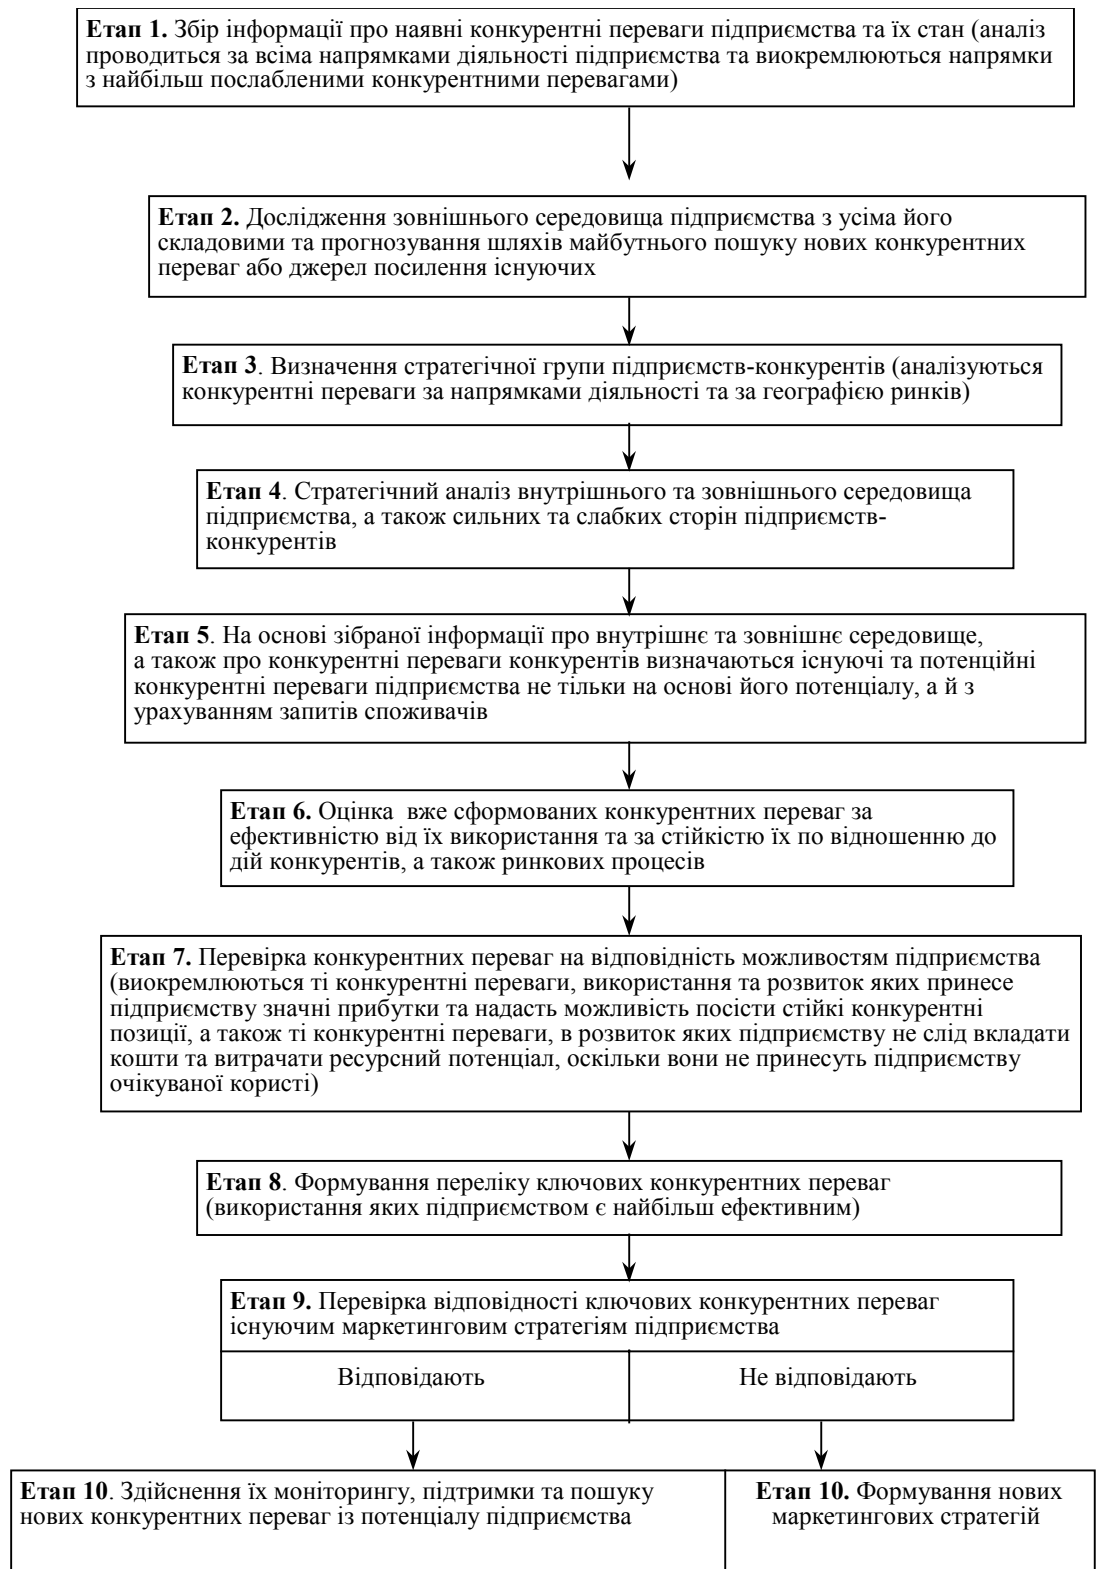 Етап 1. Збір інформації про наявні конкурентні переваги підприємства та їх стан (аналіз
проводиться за всіма напрямками діяльності підприємства та виокремлюються напрямки
з найбільш послабленими конкурентними перевагами)
Етап 2. Дослідження зовнішнього середовища підприємства з усіма його
складовими та прогнозування шляхів майбутнього пошуку нових конкурентних
переваг або джерел посилення існуючих
Етап 3. Визначення стратегічної групи підприємств-конкурентів (аналізуються
конкурентні переваги за напрямками діяльності та за географією ринків)
Етап 4. Стратегічний аналіз внутрішнього та зовнішнього середовища
підприємства, а також сильних та слабких сторін підприємств-
конкурентів
Етап 5. На основі зібраної інформації про внутрішнє та зовнішнє середовище,
а також про конкурентні переваги конкурентів визначаються існуючі та потенційні
конкурентні переваги підприємства не тільки на основі його потенціалу, а й з
урахуванням запитів споживачів
Етап 6. Оцінка вже сформованих конкурентних переваг за
ефективністю від їх використання та за стійкістю їх по відношенню до
дій конкурентів, а також ринкових процесів
Етап 7. Перевірка конкурентних переваг на відповідність можливостям підприємства
(виокремлюються ті конкурентні переваги, використання та розвиток яких принесе
підприємству значні прибутки та надасть можливість посісти стійкі конкурентні
позиції, а також ті конкурентні переваги, в розвиток яких підприємству не слід вкладати
кошти та витрачати ресурсний потенціал, оскільки вони не принесуть підприємству
очікуваної користі)
Етап 8. Формування переліку ключових конкурентних переваг
(використання яких підприємством є найбільш ефективним)
Етап 9. Перевірка відповідності ключових конкурентних переваг
існуючим маркетинговим стратегіям підприємства
Відповідають
Не відповідають
Етап 10. Здійснення їх моніторингу, підтримки та пошуку
нових конкурентних переваг із потенціалу підприємства
Етап 10. Формування нових
маркетингових стратегій